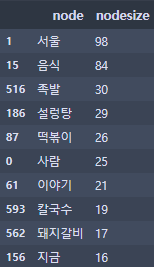 node nodesize
1 서울 98
15 음식 84
516 족발 30
186 설렁탕 29
87 떡볶이 26
0 사람 25
61 이야기 21
593 칼국수 19
562 돼지갈비 17
156 지금 16